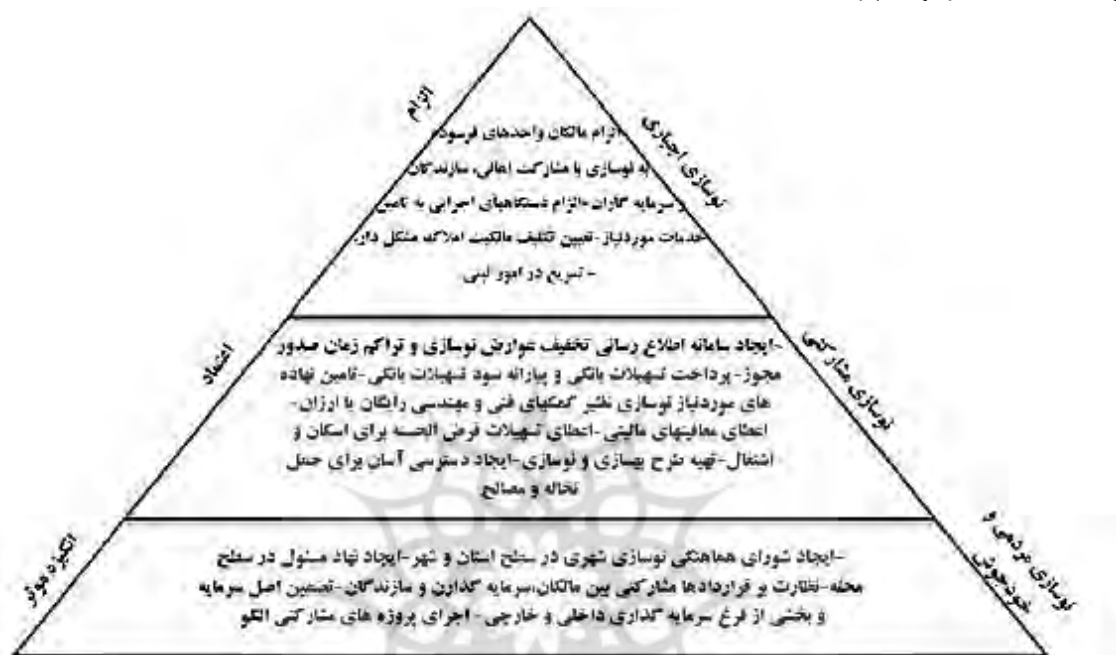 الزام
نوسازی اجباری
الزام مالکان واحدهای فرسوده
به نوسازی با مشارکت اهالی، سازندگان
و سرمایه گذاران-الزام دستگاههای اجرایی به تامین
خدمات موردنیاز-تعیین تکلیف مالکیت املاک مشکل دار
- تسریع در امور ثبتی
اعتماد
نوسازی مشارکتی
-ایجاد سامانه اطلاع رسانی تخفیف عوارض نوسازی و تراکم زمان صدور
مجوز-پرداخت تسهیلات بانکی و یارانه سود تسهیلات بانکی-تامین نهاده
های موردنیاز نوسازی نظیر کمکهای فنی و مهندسی رایگان یا ارزان-
اعطای معافیتهای مالیتی-اعطای تسهیلات قرض الحسنه برای اسکان و
اشتغال-تهیه طرح بهسازی و نوسازی-ایجاد دسترسی آسان برای حمل
نخاله و مصالح
انگیزه موثر
نوسازی مردمی و
خودجوش
-ایجاد شورای هماهنگی نوسازی شهری در سطح استان و شهر-ایجاد نهاد مسئول در سطح
محله-نظارت بر قراردادها مشارکتی بین مالکان،سرمایه گذارن و سازندگان-تضمین اصل سرمایه
و بخشی از فرغ سرمایه گذاری داخلی و خارجی- اجرای پروژه های مشارکتی الگو